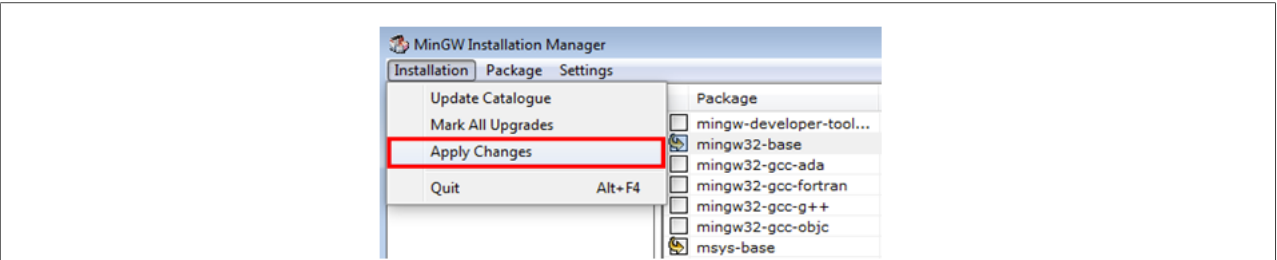 MinGW Installation Manager
Installation Package Settings
Update Catalogue
Mark All Upgrades
Apply Changes
Quit Alt+F4
Package
mingw-developer-tool...
mingw32-base
mingw32-gcc-ada
mingw32-gcc-fortran
mingw32-gcc-g++
mingw32-gcc-objc
msys-base